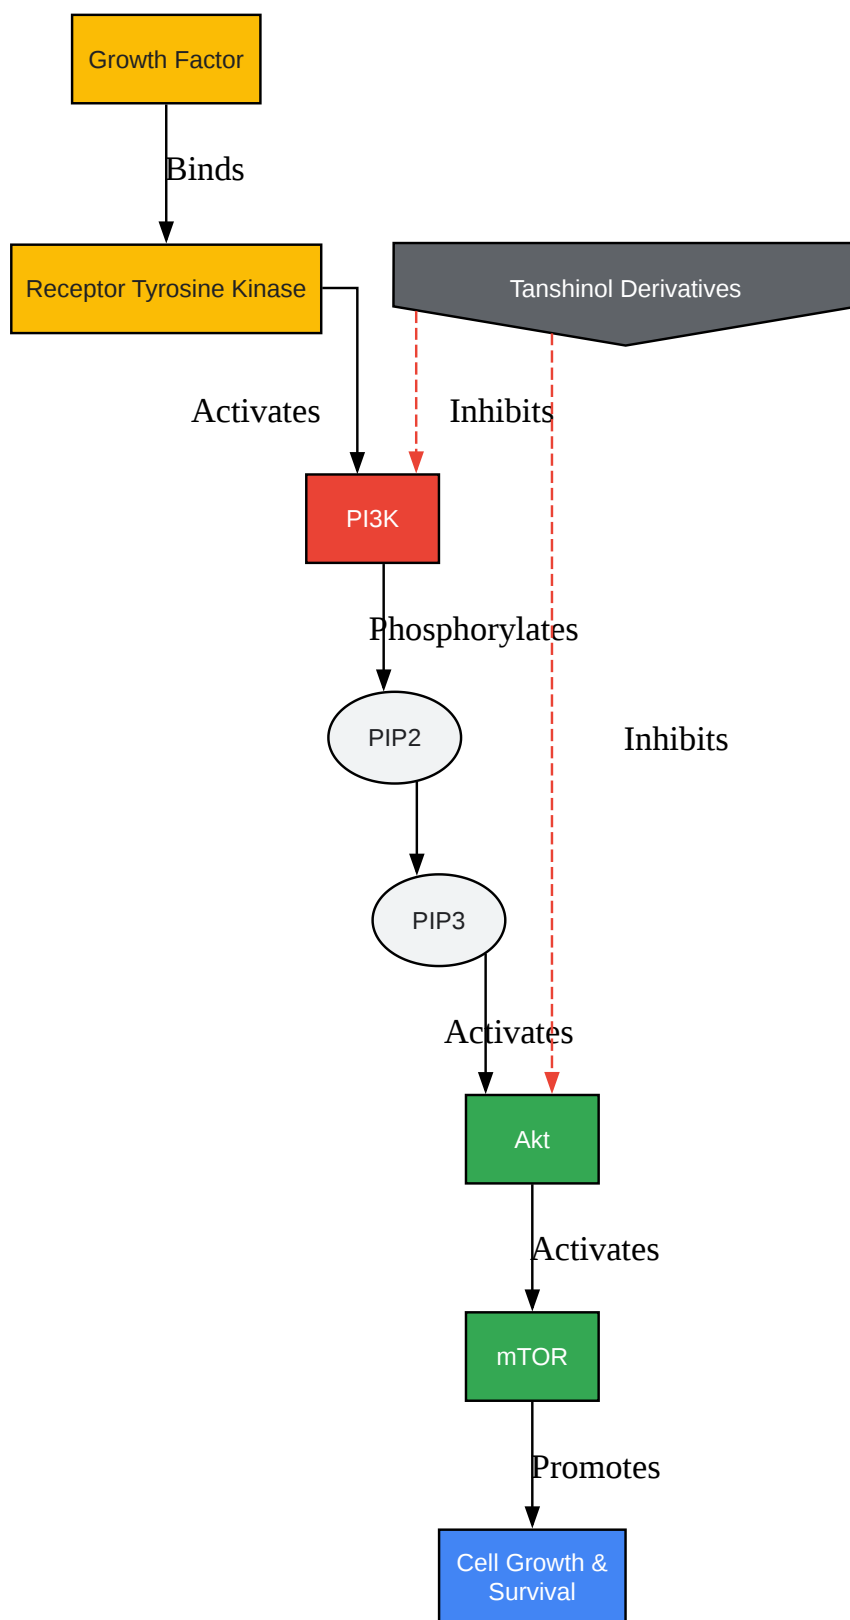 Growth Factor
Binds
Receptor Tyrosine Kinase
Tanshinol Derivatives
Activates
Inhibits
PI3K
Phosphorylates
PIP2
Inhibits
PIP3
Activates
Akt
Activates
mTOR
Promotes
Cell Growth &
Survival